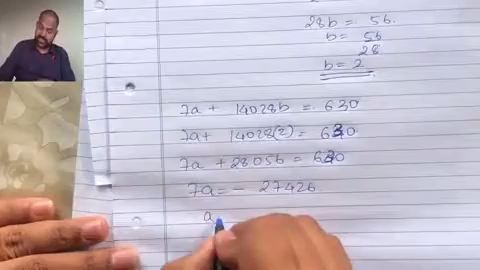 28b = 56.
b = 56
28
b = 2
7a + 14028b = 630
7a + 14028(2) = 630
7a + 28056 = 630
7a = - 27426.
a